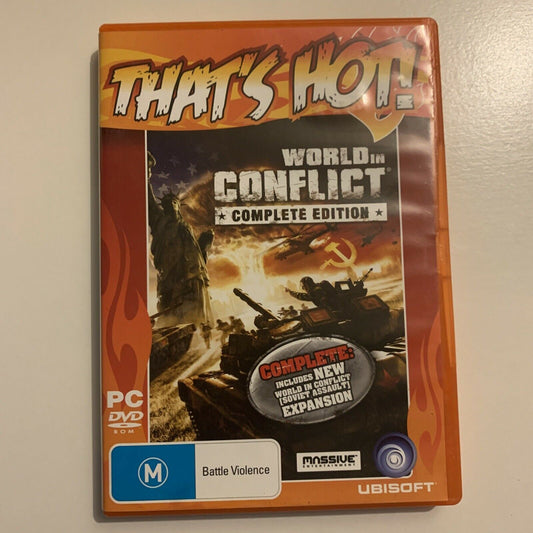 THAT'S HOT!
WORLD IN
CONFLICT
COMPLETE EDITION
COMPLETE:
INCLUDES NEW
WORLD IN CONFLICT
[SOVIET ASSAULT]
EXPANSION
PC
DVD
ROM
M
Battle Violence
MASSIVE
ENTERTAINMENT
UBISOFT